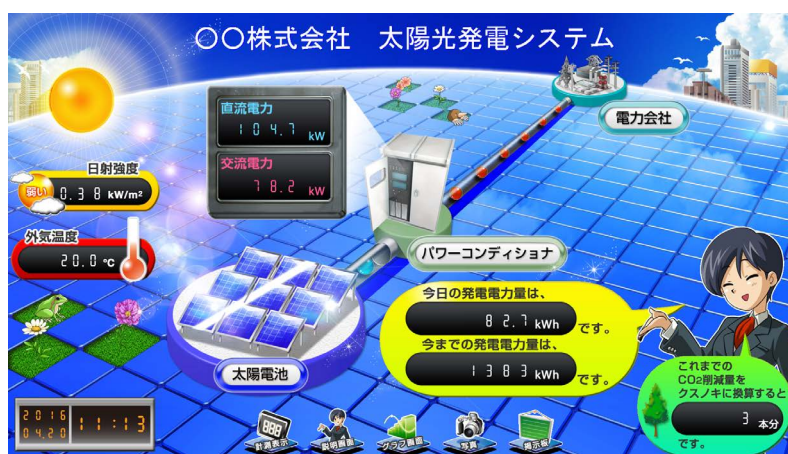 〇〇株式会社　太陽光発電システム
直流電力
104.7 kW
交流電力
78.2 kW
電力会社
日射強度
弱い 0.38 kW/m²
外気温度
20.0 ℃
パワーコンディショナ
太陽電池
今日の発電電力量は、
82.7 kWh です。
今までの発電電力量は、
1383 kWh です。
これまでの
CO2削減量を
クスノキに換算すると
3 本分
です。
2016
04.20
11:13
888
計測表示
説明画面
グラフ画面
写真
掲示板